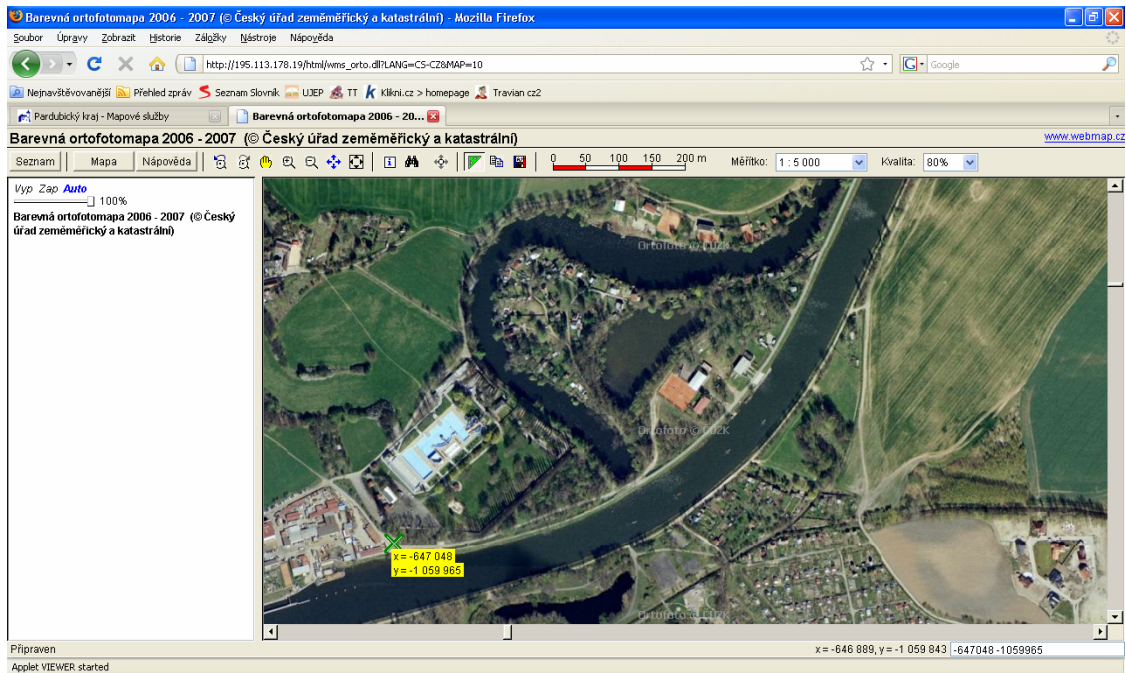 Barevná ortofotomapa 2006 - 2007 (© Český úřad zeměměřický a katastrální) - Mozilla Firefox
Soubor Úpravy Zobrazit Historie Záložky Nástroje Nápověda
http://195.113.178.19/html/wms_orto.dll?LANG=CS-CZ&MAP=10
G Google
Nejnavštěvovanější Přehled zpráv Seznam Slovník UJEP TT Klikni.cz > homepage Travian cz2
Pardubický kraj - Mapové služby
Barevná ortofotomapa 2006 - 20...
Barevná ortofotomapa 2006 - 2007 (© Český úřad zeměměřický a katastrální)
www.webmap.cz
Seznam Mapa Nápověda 0 50 100 150 200 m Měřítko: 1 : 5 000 Kvalita: 80%
Vyp Zap Auto
100%
Barevná ortofotomapa 2006 - 2007 (© Český
úřad zeměměřický a katastrální)
Ortofoto © ČÚZK
Ortofoto © ČÚZK
x = -647 048
y = -1 059 965
Ortofoto © ČÚZK
Připraven
x = -646 889, y = -1 059 843 -647048 -1059965
Applet VIEWER started